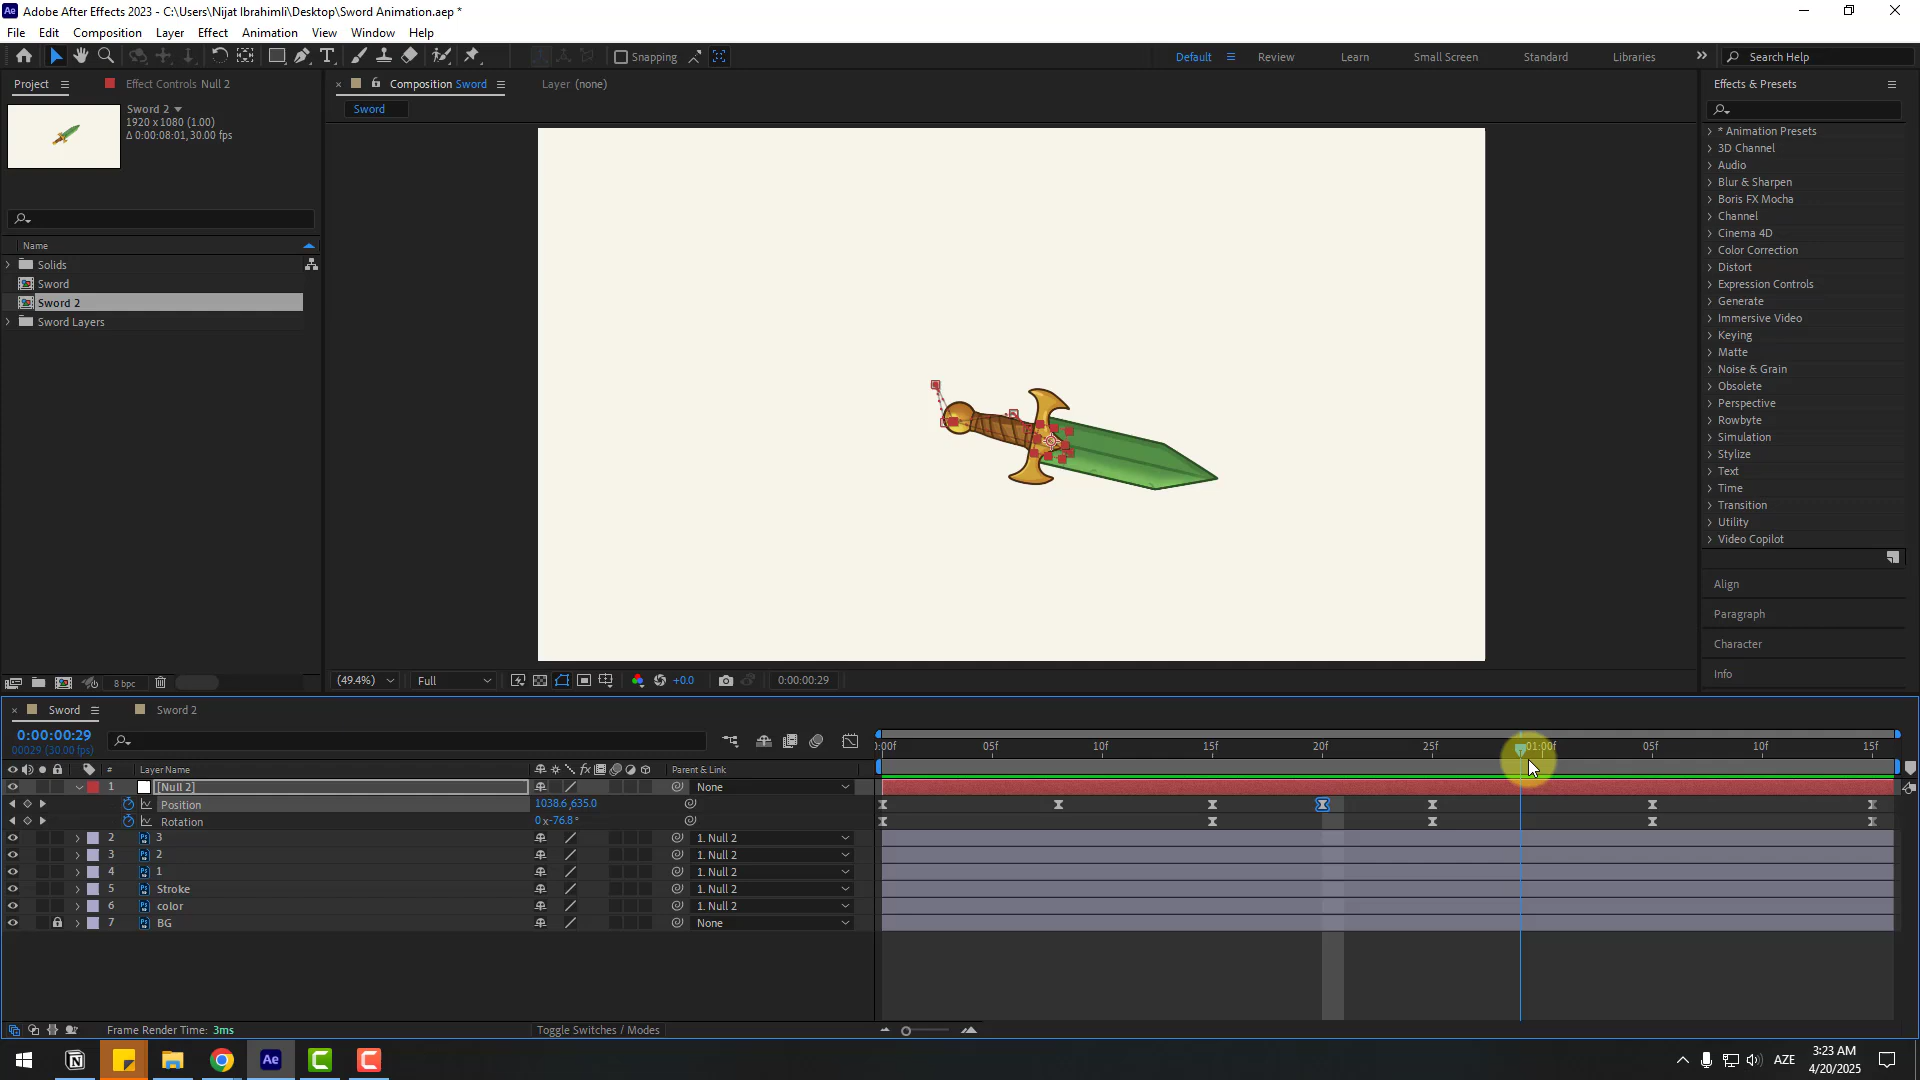 Adobe After Effects 2023 - C:\Users\Nijat Ibrahimli\Desktop\Sword Animation.aep *
File Edit Composition Layer Effect Animation View Window Help
Snapping
Default Review Learn Small Screen Standard Libraries Search Help
Project Effect Controls Null 2
Composition Sword Layer (none)
Effects & Presets
Sword
Sword 2
1920 x 1080 (1.00)
Δ 0:00:08:01, 30.00 fps
Name
Solids
Sword
Sword 2
Sword Layers
* Animation Presets
3D Channel
Audio
Blur & Sharpen
Boris FX Mocha
Channel
Cinema 4D
Color Correction
Distort
Expression Controls
Generate
Immersive Video
Keying
Matte
Noise & Grain
Obsolete
Perspective
Rowbyte
Simulation
Stylize
Text
Time
Transition
Utility
Video Copilot
Align
Paragraph
Character
Info
8 bpc
(49.4%) Full +0.0 0:00:00:29
Sword Sword 2
0:00:00:29
00029 (30.00 fps)
:00f 05f 10f 15f 20f 25f 01:00f 05f 10f 15f
# Layer Name fx Parent & Link
1 [Null 2] None
Position 1038.6,635.0
Rotation 0x-76.8°
2 3 1. Null 2
3 2 1. Null 2
4 1 1. Null 2
5 Stroke 1. Null 2
6 color 1. Null 2
7 BG None
Frame Render Time: 3ms Toggle Switches / Modes
Ae
AZE
3:23 AM
4/20/2025